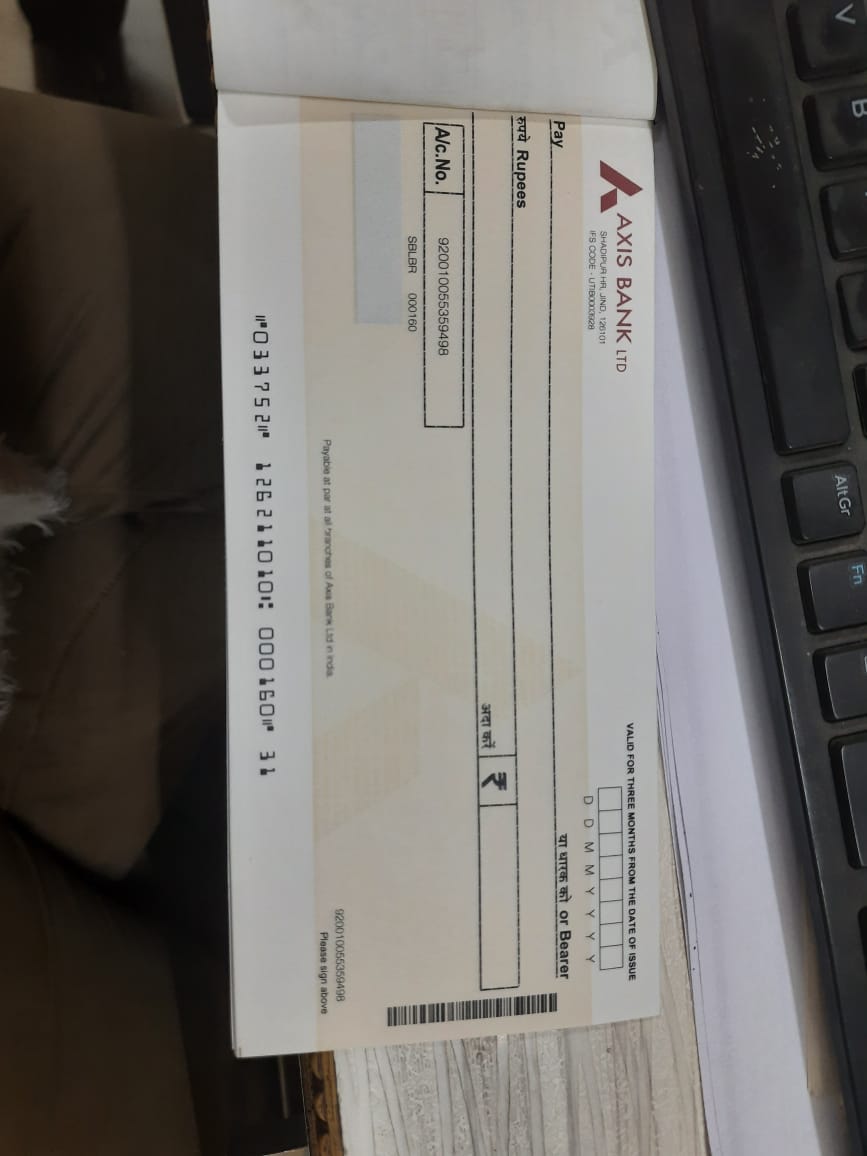 AXIS BANK LTD
SHADIPUR HR, JIND, 126101
IFS CODE - UTIB0003928
VALID FOR THREE MONTHS FROM THE DATE OF ISSUE
D D M M Y Y Y Y
Pay या धारक को or Bearer
रुपये Rupees
अदा करें ₹
A/c.No. 920010055359498
SBLBR 000160
Payable at par at all branches of Axis Bank Ltd in India.
920010055359498
Please sign above
⑈033752⑈ 126211010⑆ 000160⑈ 31
V
B
AltGr
Fn